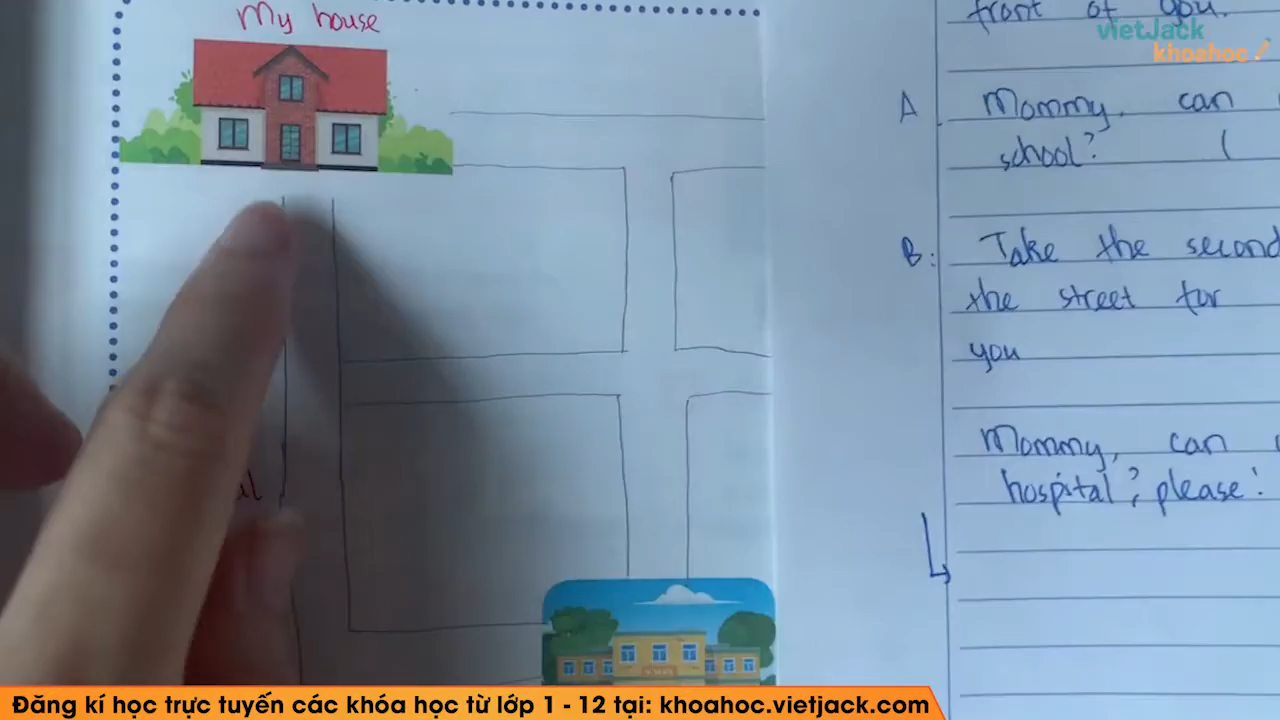 My house
front of you.
vietJack
khoahoc
A Mommy, can
school? (
B: Take the second
the street for
you
Mommy, can
hospital, please?
Đăng kí học trực tuyến các khóa học từ lớp 1 - 12 tại: khoahoc.vietjack.com